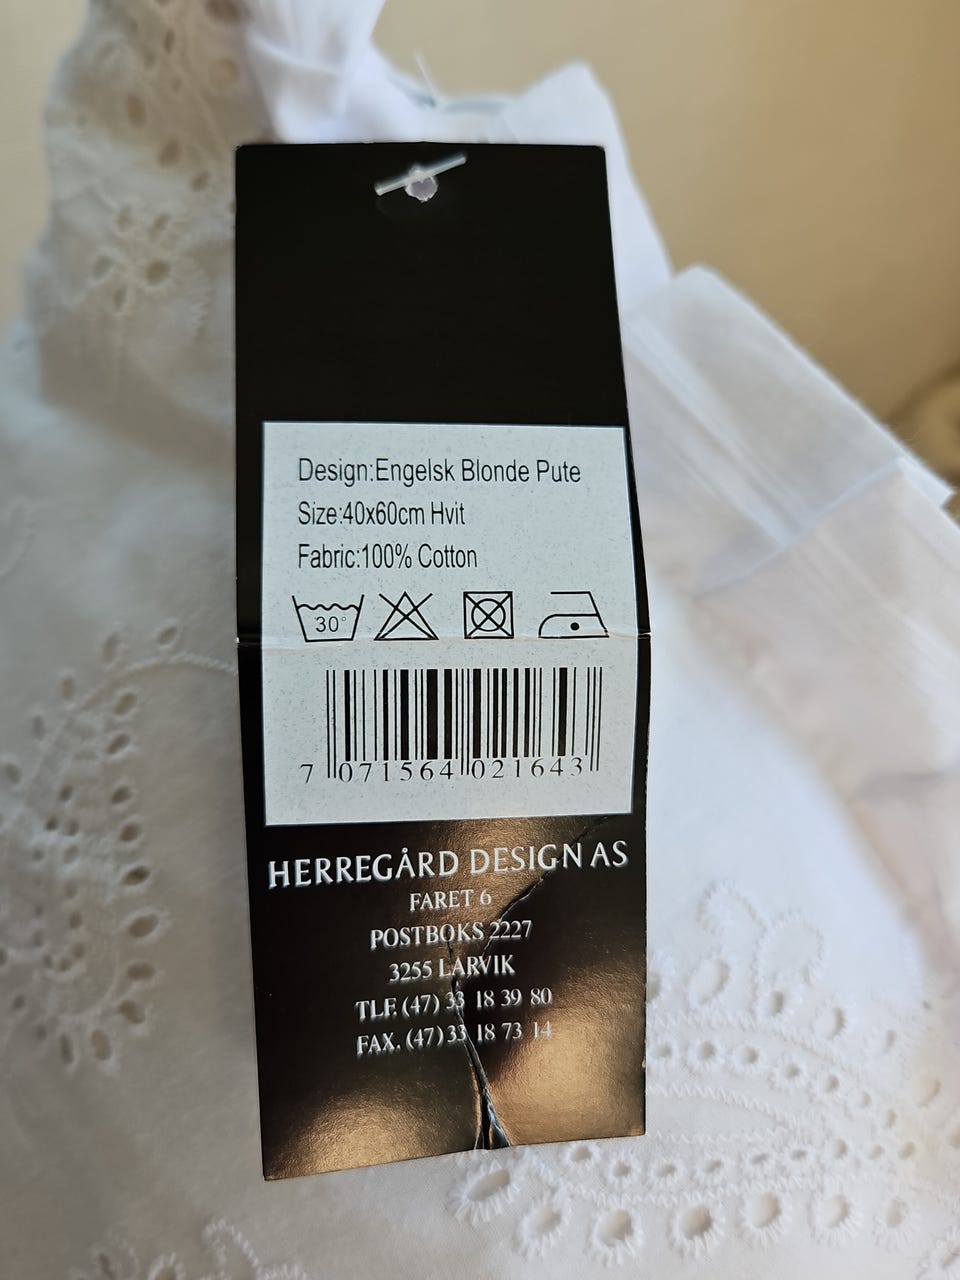 Design:Engelsk Blonde Pute
Size:40x60cm Hvit
Fabric:100% Cotton
30°
7 071564 021643
HERREGÅRD DESIGN AS
FARET 6
POSTBOKS 2227
3255 LARVIK
TLF. (47) 33 18 39 80
FAX. (47) 33 18 73 14